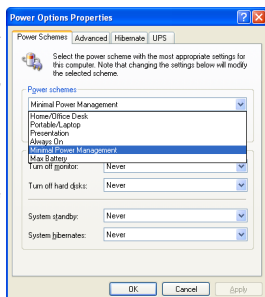 Power Options Properties
Power Schemes Advanced Hibernate UPS
Select the power scheme with the most appropriate settings for
this computer. Note that changing the settings below will modify
the selected scheme.
Power schemes
Minimal Power Management
Home/Office Desk
Portable/Laptop
Presentation
Always On
Minimal Power Management
Max Battery
Turn off monitor: Never
Turn off hard disks: Never
System standby: Never
System hibernates: Never
OK Cancel Apply